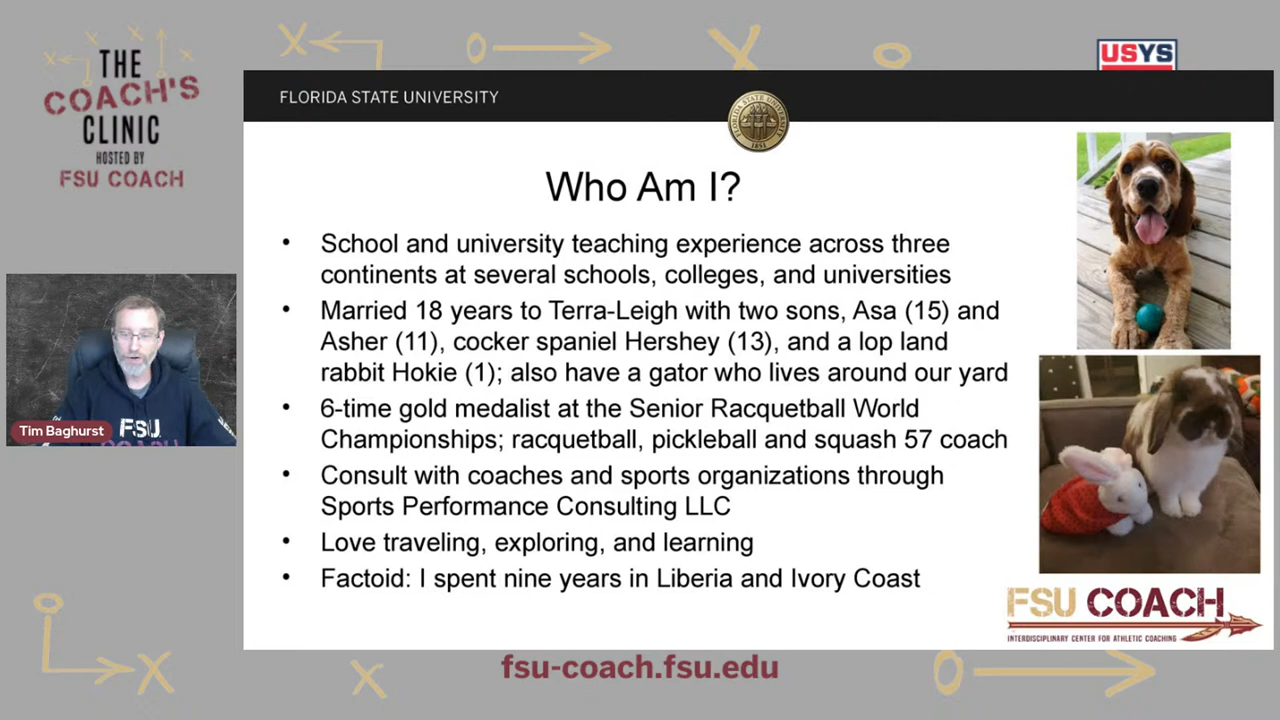 THE
COACH'S
CLINIC
HOSTED BY
FSU COACH
USYS
FLORIDA STATE UNIVERSITY
FLORIDA STATE UNIVERSITY
1851
Who Am I?
• School and university teaching experience across three
continents at several schools, colleges, and universities
• Married 18 years to Terra-Leigh with two sons, Asa (15) and
Asher (11), cocker spaniel Hershey (13), and a lop land
rabbit Hokie (1); also have a gator who lives around our yard
• 6-time gold medalist at the Senior Racquetball World
Championships; racquetball, pickleball and squash 57 coach
• Consult with coaches and sports organizations through
Sports Performance Consulting LLC
• Love traveling, exploring, and learning
• Factoid: I spent nine years in Liberia and Ivory Coast
Tim Baghurst
FSU
COACH
FSU COACH
INTERDISCIPLINARY CENTER FOR ATHLETIC COACHING
fsu-coach.fsu.edu